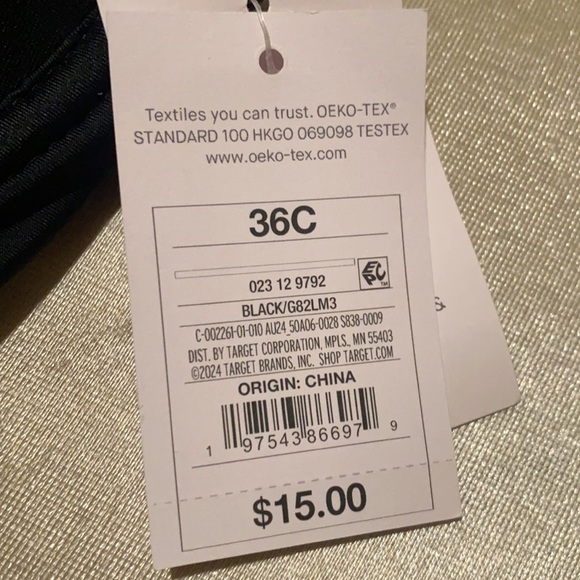 Textiles you can trust. OEKO-TEX®
STANDARD 100 HKGO 069098 TESTEX
www.oeko-tex.com
36C
023 12 9792
EPC™
BLACK/G82LM3
C-002261-01-010 AU24_50A06-0028 S838-0009
DIST. BY TARGET CORPORATION, MPLS., MN 55403
©2024 TARGET BRANDS, INC. SHOP TARGET.COM
ORIGIN: CHINA
1 97543 86697 9
$15.00
&